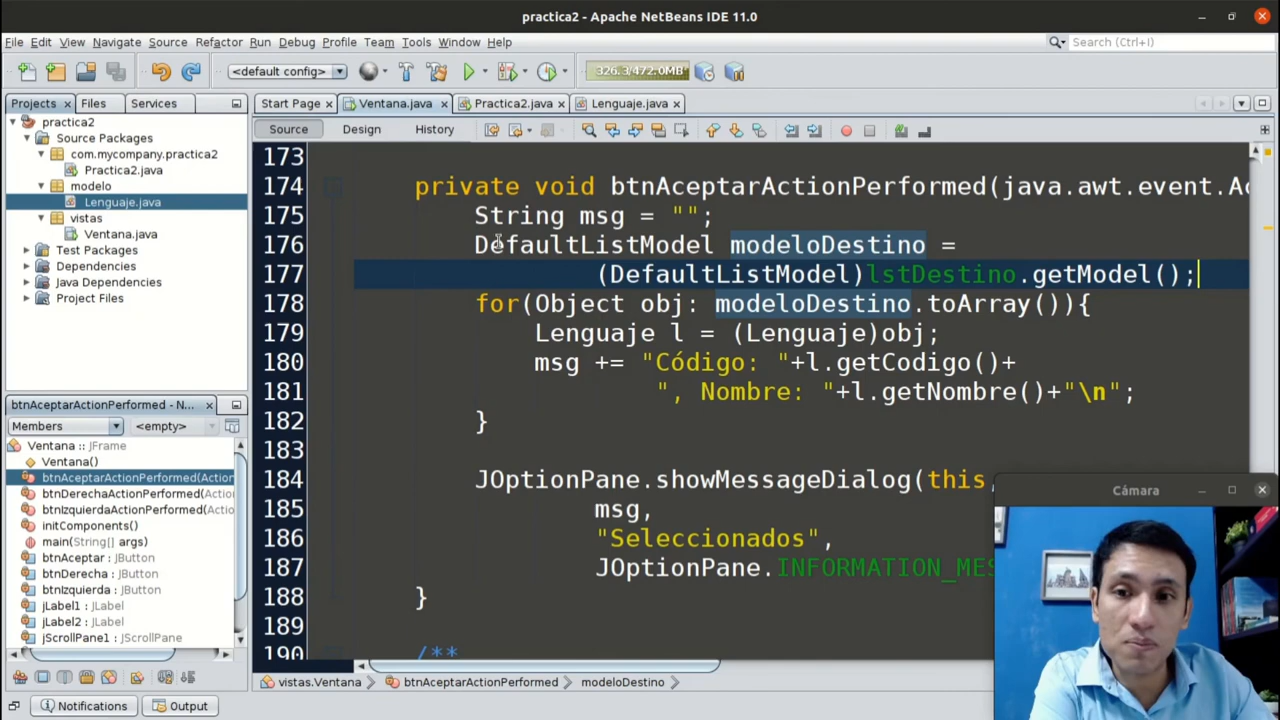 practica2 - Apache NetBeans IDE 11.0
File Edit View Navigate Source Refactor Run Debug Profile Team Tools Window Help
Search (Ctrl+I)
<default config>
326.3/472.0MB
Projects Files Services
Start Page Ventana.java Practica2.java Lenguaje.java
Source Design History
practica2
Source Packages
com.mycompany.practica2
Practica2.java
modelo
Lenguaje.java
vistas
Ventana.java
Test Packages
Dependencies
Java Dependencies
Project Files
173
174 private void btnAceptarActionPerformed(java.awt.event.Ac
175 String msg = "";
176 DefaultListModel modeloDestino =
177 (DefaultListModel)lstDestino.getModel();
178 for(Object obj: modeloDestino.toArray()){
179 Lenguaje l = (Lenguaje)obj;
180 msg += "Código: "+l.getCodigo()+
181 ", Nombre: "+l.getNombre()+"\n";
182 }
183
184 JOptionPane.showMessageDialog(this,
185 msg,
186 "Seleccionados",
187 JOptionPane.INFORMATION_MES
188 }
189
190 /**
btnAceptarActionPerformed - N...
Members <empty>
Ventana :: JFrame
Ventana()
btnAceptarActionPerformed(Action
btnDerechaActionPerformed(Actio
btnIzquierdaActionPerformed(Actio
initComponents()
main(String[] args)
btnAceptar : JButton
btnDerecha : JButton
btnIzquierda : JButton
jLabel1 : JLabel
jLabel2 : JLabel
jScrollPane1 : JScrollPane
Cámara
vistas.Ventana btnAceptarActionPerformed modeloDestino
Notifications Output